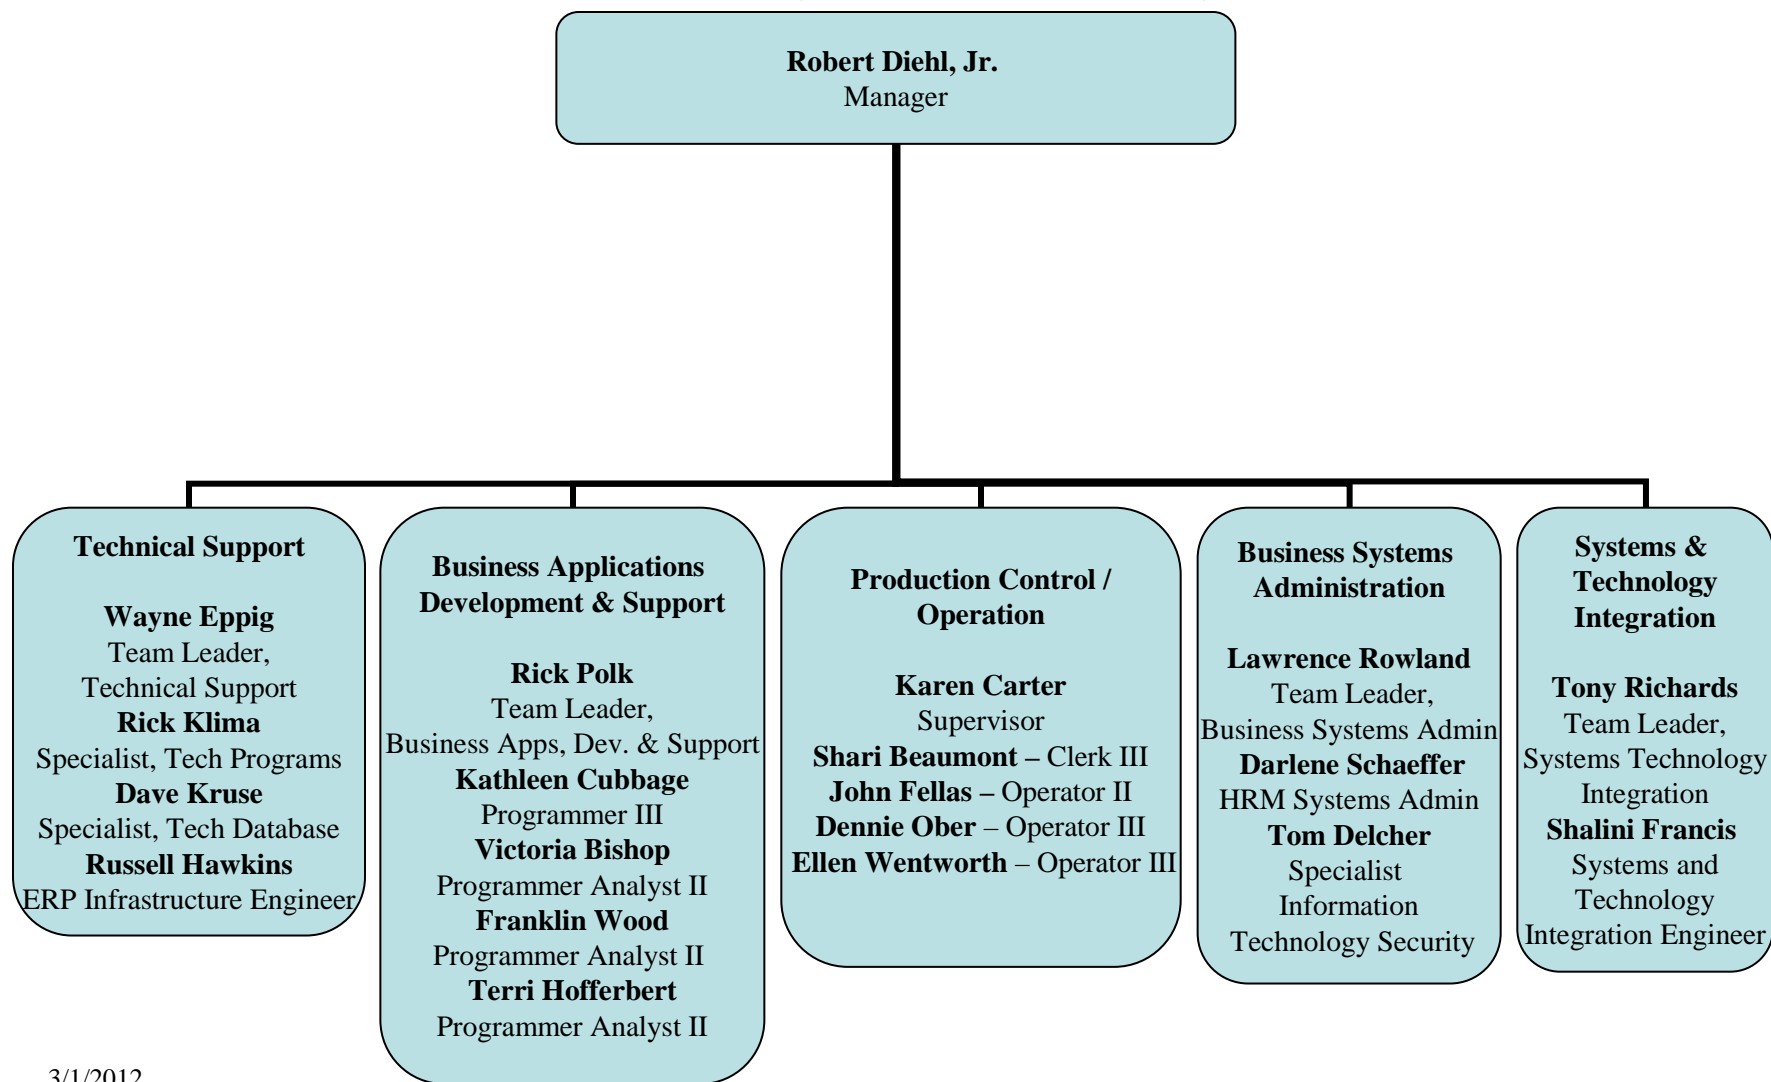 Robert Diehl, Jr.
Manager
Technical Support
Wayne Eppig
Team Leader,
Technical Support
Rick Klima
Specialist, Tech Programs
Dave Kruse
Specialist, Tech Database
Russell Hawkins
ERP Infrastructure Engineer
Business Applications
Development & Support
Rick Polk
Team Leader,
Business Apps, Dev. & Support
Kathleen Cubbage
Programmer III
Victoria Bishop
Programmer Analyst II
Franklin Wood
Programmer Analyst II
Terri Hofferbert
Programmer Analyst II
Production Control /
Operation
Karen Carter
Supervisor
Shari Beaumont – Clerk III
John Fellas – Operator II
Dennie Ober – Operator III
Ellen Wentworth – Operator III
Business Systems
Administration
Lawrence Rowland
Team Leader,
Business Systems Admin
Darlene Schaeffer
HRM Systems Admin
Tom Delcher
Specialist
Information
Technology Security
Systems &
Technology
Integration
Tony Richards
Team Leader,
Systems Technology
Integration
Shalini Francis
Systems and
Technology
Integration Engineer
3/1/2012